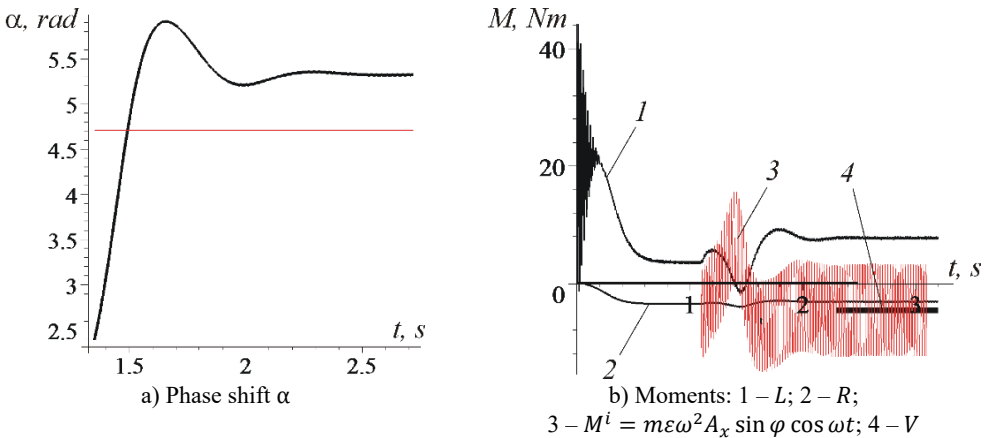 α, rad
5.5
5
4.5
4
3.5
3
2.5
1.5 2 2.5
t, s
a) Phase shift α
M, Nm
40
20
0
1
2
3
4
1 2 3
t, s
b) Moments: 1 – L; 2 – R;
3 – Mⁱ = mεω²Aₓ sin φ cos ωt; 4 – V